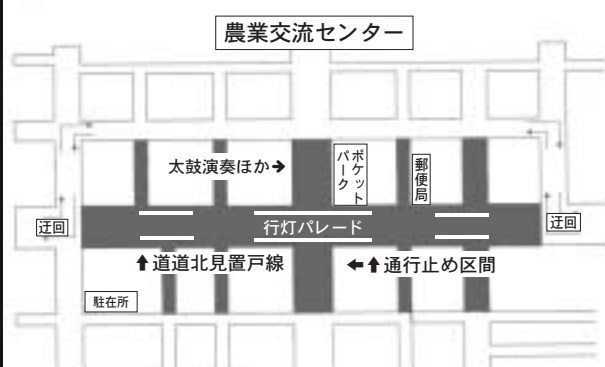 農業交流センター
太鼓演奏ほか➔
ポケット
パーク
郵便局
迂回
行灯パレード
迂回
⬆道道北見置戸線
⬅⬆通行止め区間
駐在所